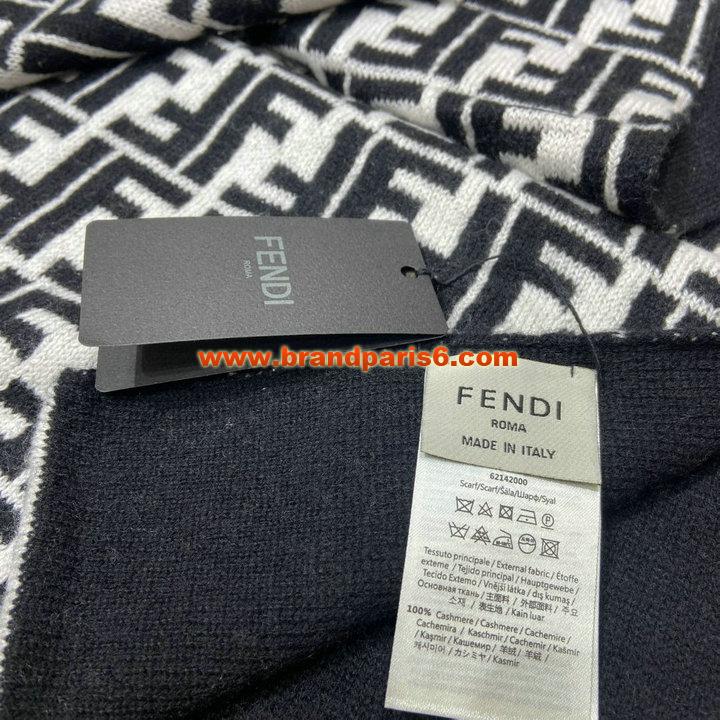 FENDI
ROMA
www.brandparis6.com
FENDI
ROMA
MADE IN ITALY
62142000
Scarf/Scarf/Šála/Шарф/Syal
Tessuto principale / External fabric / Étoffe
externe / Tejido principal / Hauptgewebe /
Tecido Externo / Vnější látka / dış kumaş /
Основная ткань / 主面料 / 外部面料 / 주요
소재 / 表生地 / Kain luar
100% Cashmere / Cashmere / Cachemire /
Cachemira / Kaschmir / Cachemir / Kašmír
/ Kaşmir / Кашемир / 羊绒 / 羊絨 /
캐시미어 / カシミヤ / Kasmir